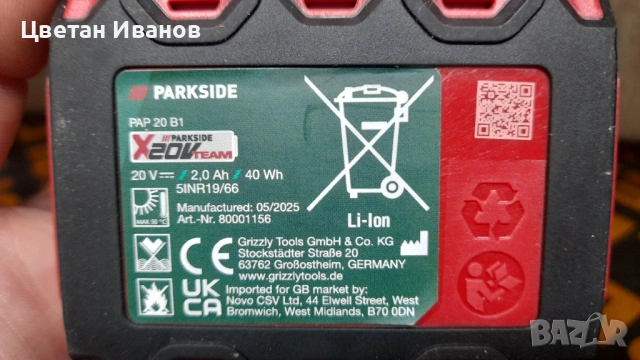 Цветан Иванов
/// PARKSIDE
PAP 20 B1
///PARKSIDE
X20VTEAM
20 V ⎓ // 2,0 Ah // 40 Wh
5INR19/66
MAX.50 °C
Manufactured: 05/2025
Art.-Nr. 80001156
Li-Ion
CE
Grizzly Tools GmbH & Co. KG
Stockstädter Straße 20
63762 Großostheim, GERMANY
www.grizzlytools.de
UK
CA
Imported for GB market by:
Novo CSV Ltd, 44 Elwell Street, West
Bromwich, West Midlands, B70 0DN
BAZAR
bg